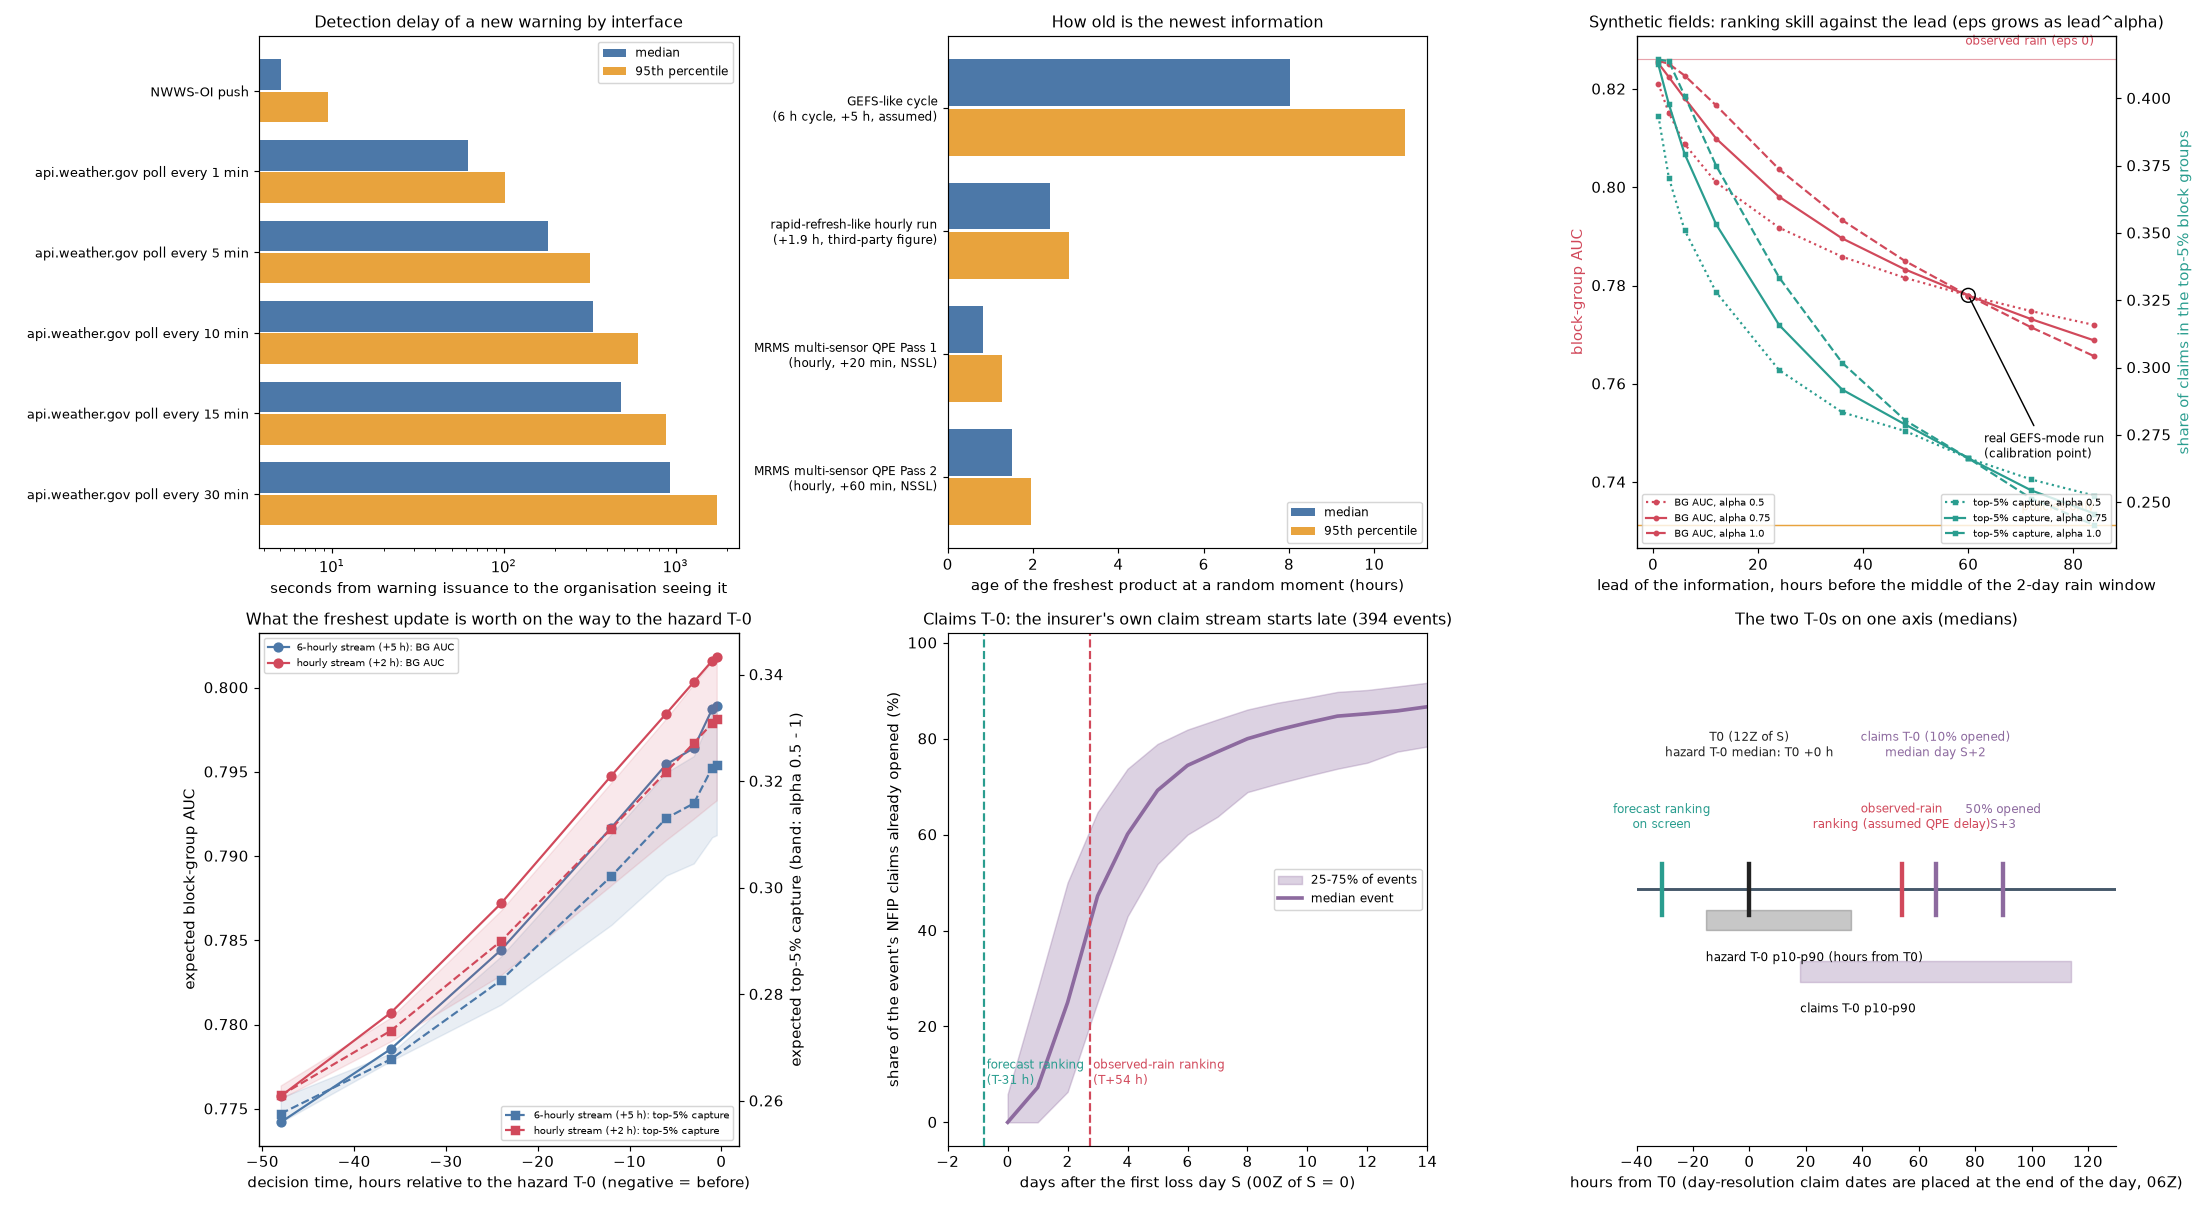 Detection delay of a new warning by interface
median
95th percentile
NWWS-OI push
api.weather.gov poll every 1 min
api.weather.gov poll every 5 min
api.weather.gov poll every 10 min
api.weather.gov poll every 15 min
api.weather.gov poll every 30 min
10¹
10²
10³
seconds from warning issuance to the organisation seeing it
How old is the newest information
GEFS-like cycle
(6 h cycle, +5 h, assumed)
rapid-refresh-like hourly run
(+1.9 h, third-party figure)
MRMS multi-sensor QPE Pass 1
(hourly, +20 min, NSSL)
MRMS multi-sensor QPE Pass 2
(hourly, +60 min, NSSL)
median
95th percentile
0 2 4 6 8 10
age of the freshest product at a random moment (hours)
Synthetic fields: ranking skill against the lead (eps grows as lead^alpha)
observed rain (eps 0)
0.82
0.80
0.78
0.76
0.74
block-group AUC
0.400
0.375
0.350
0.325
0.300
0.275
0.250
share of claims in the top-5% block groups
real GEFS-mode run
(calibration point)
BG AUC, alpha 0.5
BG AUC, alpha 0.75
BG AUC, alpha 1.0
top-5% capture, alpha 0.5
top-5% capture, alpha 0.75
top-5% capture, alpha 1.0
0 20 40 60 80
lead of the information, hours before the middle of the 2-day rain window
What the freshest update is worth on the way to the hazard T-0
6-hourly stream (+5 h): BG AUC
hourly stream (+2 h): BG AUC
0.800
0.795
0.790
0.785
0.780
0.775
expected block-group AUC
0.34
0.32
0.30
0.28
0.26
expected top-5% capture (band: alpha 0.5 - 1)
6-hourly stream (+5 h): top-5% capture
hourly stream (+2 h): top-5% capture
−50 −40 −30 −20 −10 0
decision time, hours relative to the hazard T-0 (negative = before)
Claims T-0: the insurer's own claim stream starts late (394 events)
100
80
60
40
20
0
share of the event's NFIP claims already opened (%)
25-75% of events
median event
forecast ranking
(T-31 h)
observed-rain ranking
(T+54 h)
−2 0 2 4 6 8 10 12 14
days after the first loss day S (00Z of S = 0)
The two T-0s on one axis (medians)
T0 (12Z of S)
hazard T-0 median: T0 +0 h
claims T-0 (10% opened)
median day S+2
forecast ranking
on screen
observed-rain
ranking (assumed QPE delay)
50% opened
S+3
hazard T-0 p10-p90 (hours from T0)
claims T-0 p10-p90
−40 −20 0 20 40 60 80 100 120
hours from T0 (day-resolution claim dates are placed at the end of the day, 06Z)